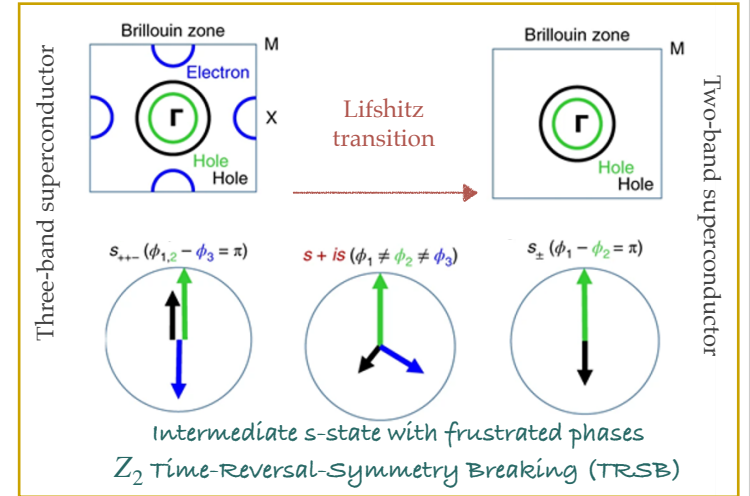 Three-band superconductor
Brillouin zone
M
Electron
Γ
X
Hole
Hole
Lifshitz
transition
Brillouin zone
M
Γ
Hole
Hole
Two-band superconductor
s₊₊₋ (ϕ₁,₂ − ϕ₃ = π)
s + is (ϕ₁ ≠ ϕ₂ ≠ ϕ₃)
s± (ϕ₁ − ϕ₂ = π)
Intermediate s-state with frustrated phases
Z₂ Time-Reversal-Symmetry Breaking (TRSB)